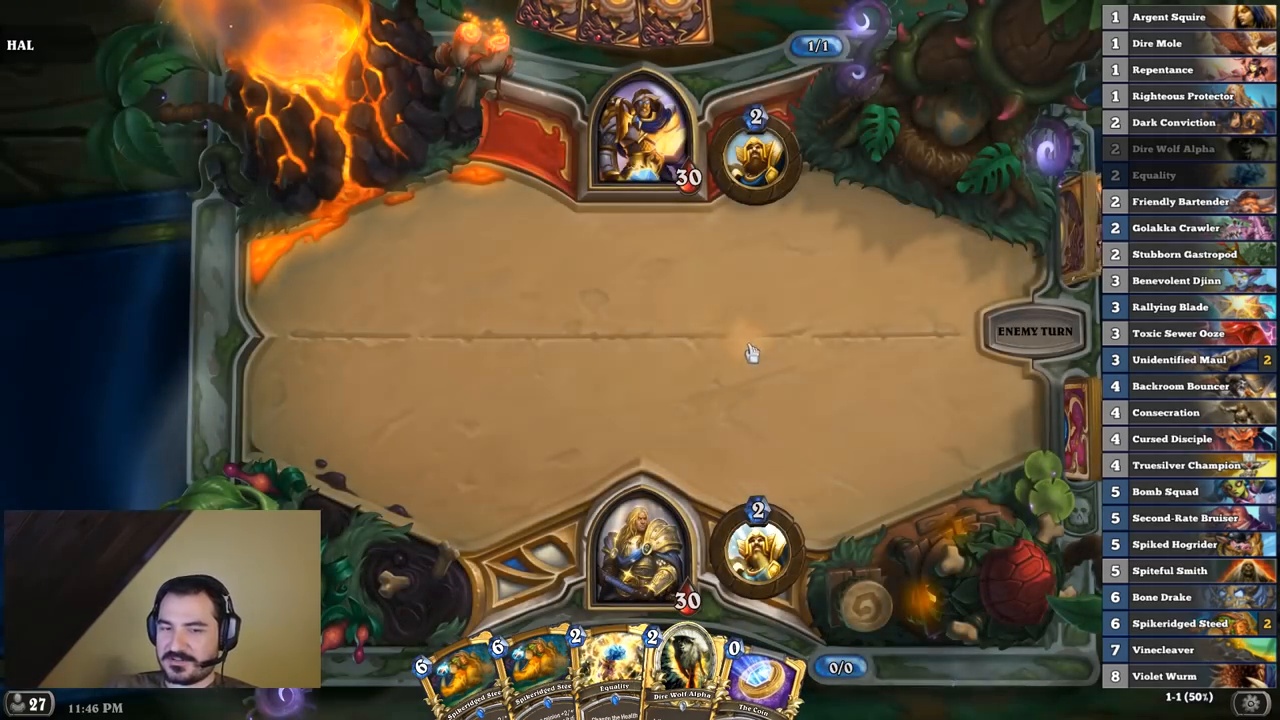 HAL
1/1
2
30
ENEMY TURN
2
30
6
Spikeridged Stee
6
Spikeridged Stee
2
Equality
2
Dire Wolf Alpha
0
The Coin
0/0
27
11:46 PM
1 Argent Squire
1 Dire Mole
1 Repentance
1 Righteous Protector
2 Dark Conviction
2 Dire Wolf Alpha
2 Equality
2 Friendly Bartender
2 Golakka Crawler
2 Stubborn Gastropod
3 Benevolent Djinn
3 Rallying Blade
3 Toxic Sewer Ooze
3 Unidentified Maul 2
4 Backroom Bouncer
4 Consecration
4 Cursed Disciple
4 Truesilver Champion
5 Bomb Squad
5 Second-Rate Bruiser
5 Spiked Hogrider
5 Spiteful Smith
6 Bone Drake
6 Spikeridged Steed 2
7 Vinecleaver
8 Violet Wurm
1-1 (50%)